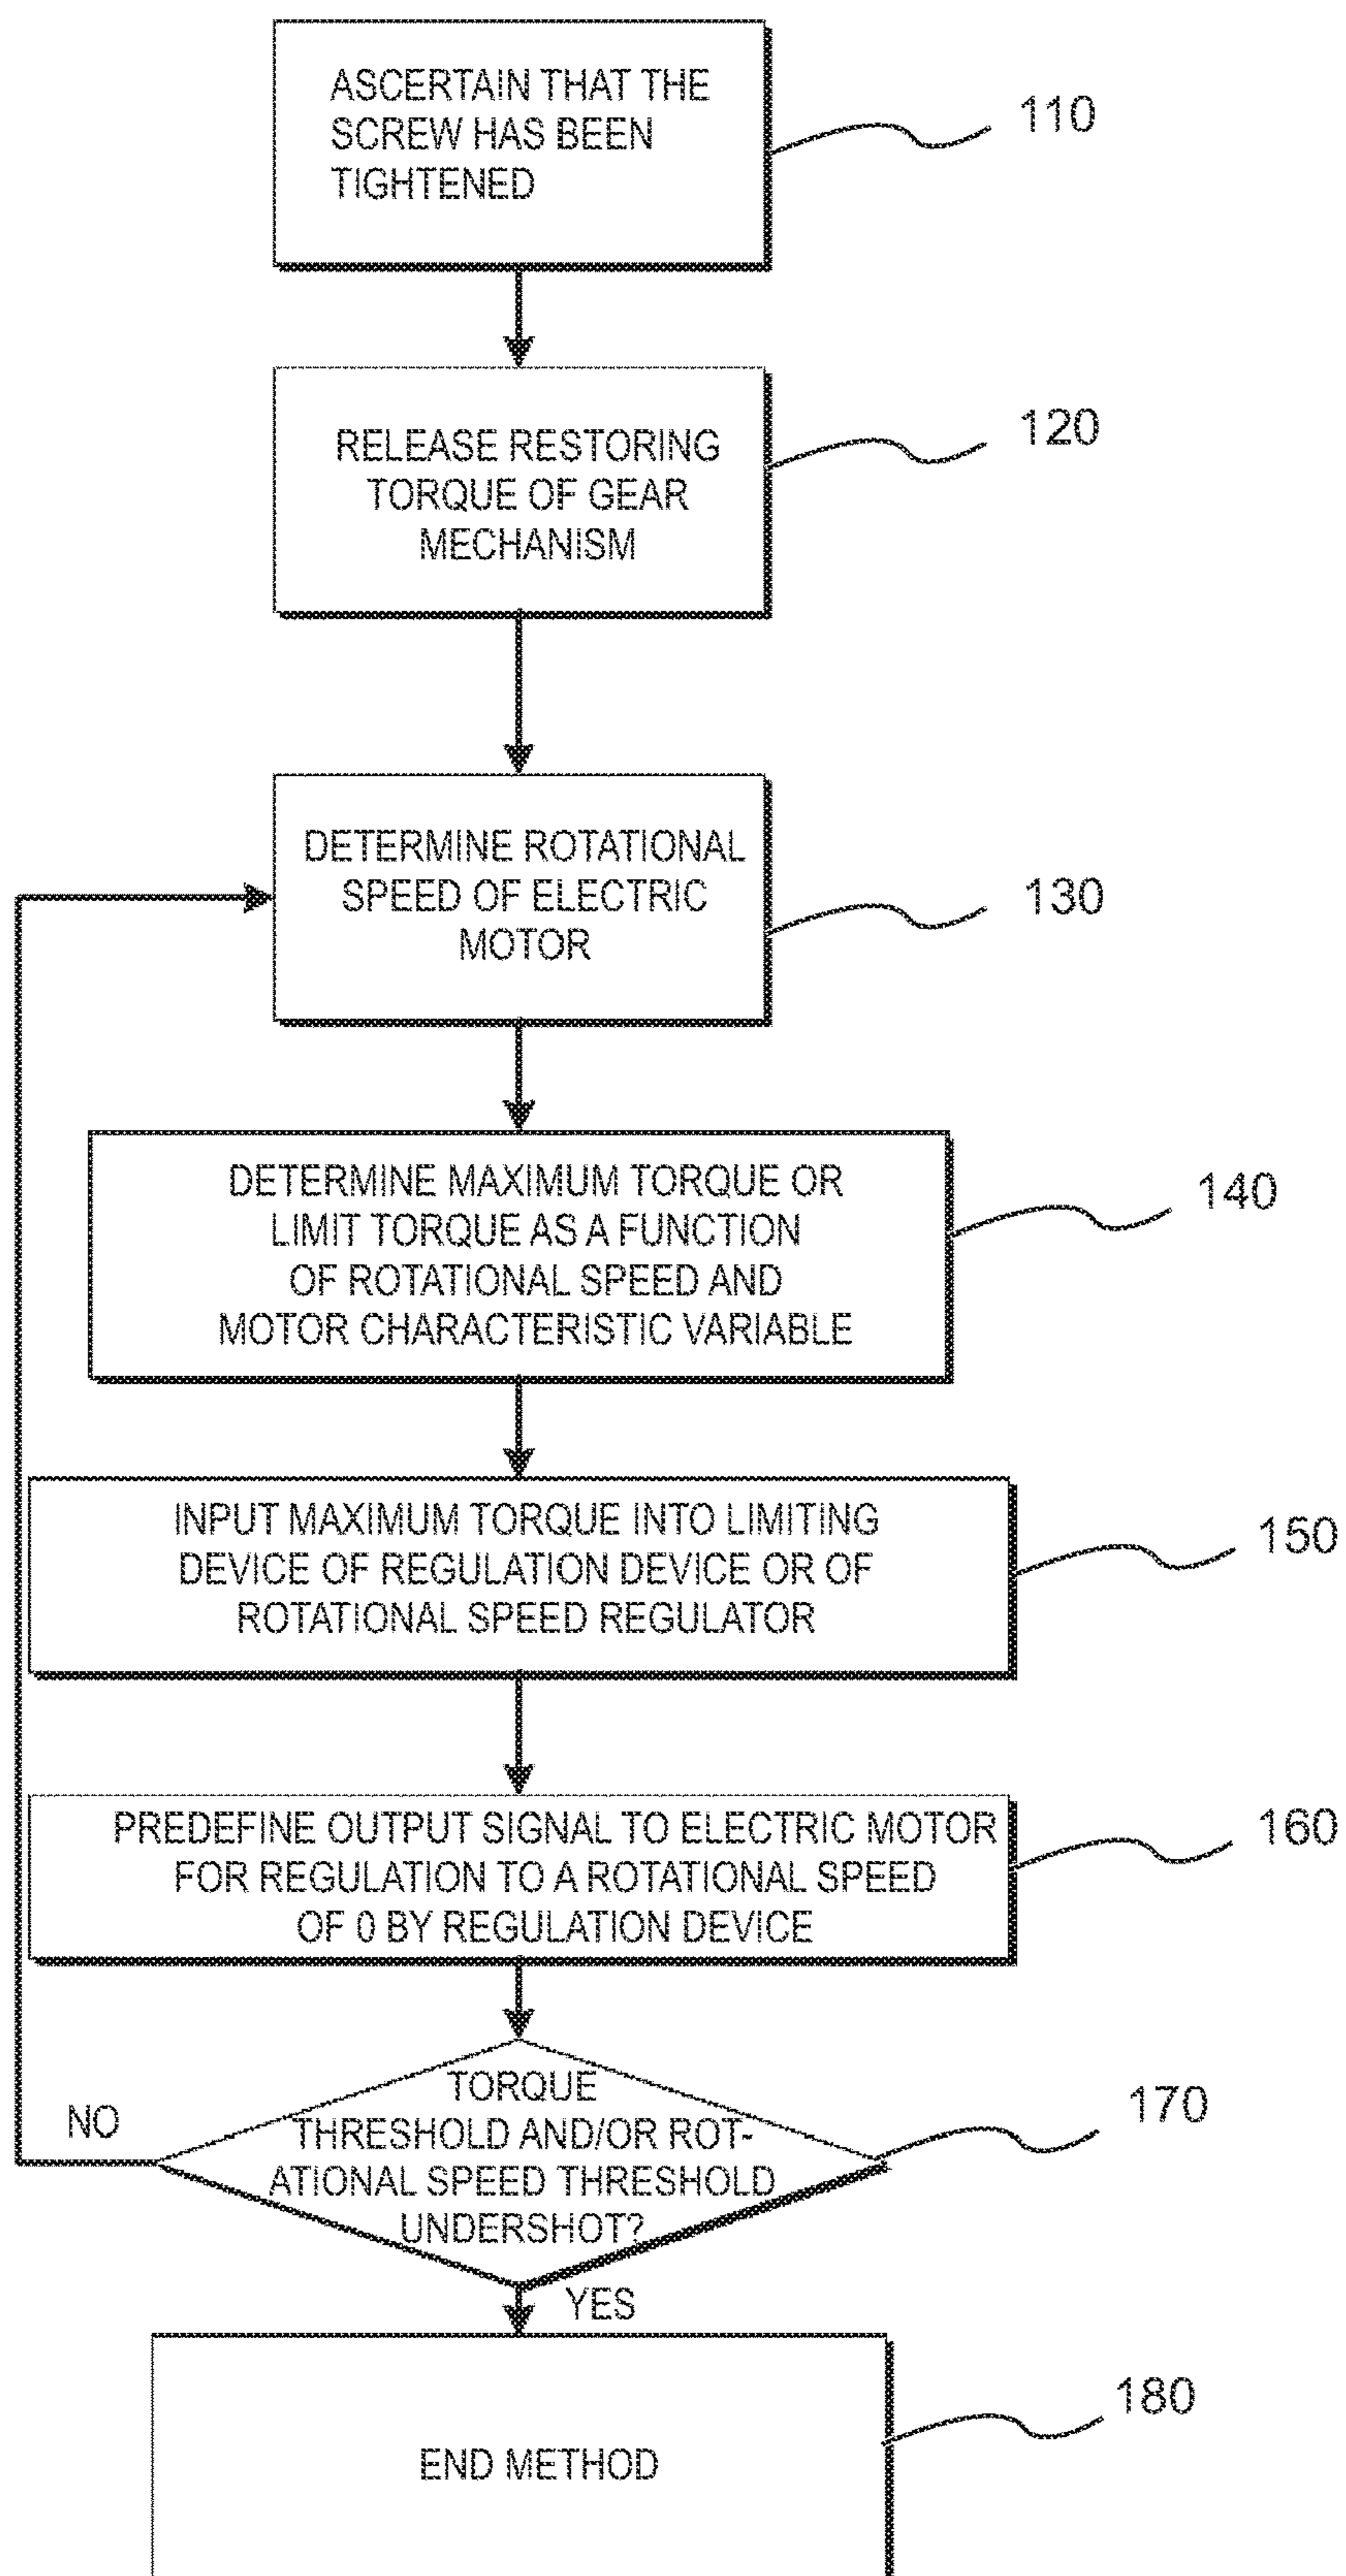 ASCERTAIN THAT THE
SCREW HAS BEEN
TIGHTENED
110
RELEASE RESTORING
TORQUE OF GEAR
MECHANISM
120
DETERMINE ROTATIONAL
SPEED OF ELECTRIC
MOTOR
130
DETERMINE MAXIMUM TORQUE OR
LIMIT TORQUE AS A FUNCTION
OF ROTATIONAL SPEED AND
MOTOR CHARACTERISTIC VARIABLE
140
INPUT MAXIMUM TORQUE INTO LIMITING
DEVICE OF REGULATION DEVICE OR OF
ROTATIONAL SPEED REGULATOR
150
PREDEFINE OUTPUT SIGNAL TO ELECTRIC MOTOR
FOR REGULATION TO A ROTATIONAL SPEED
OF 0 BY REGULATION DEVICE
160
TORQUE
THRESHOLD AND/OR ROT-
ATIONAL SPEED THRESHOLD
UNDERSHOT?
170
NO
YES
END METHOD
180